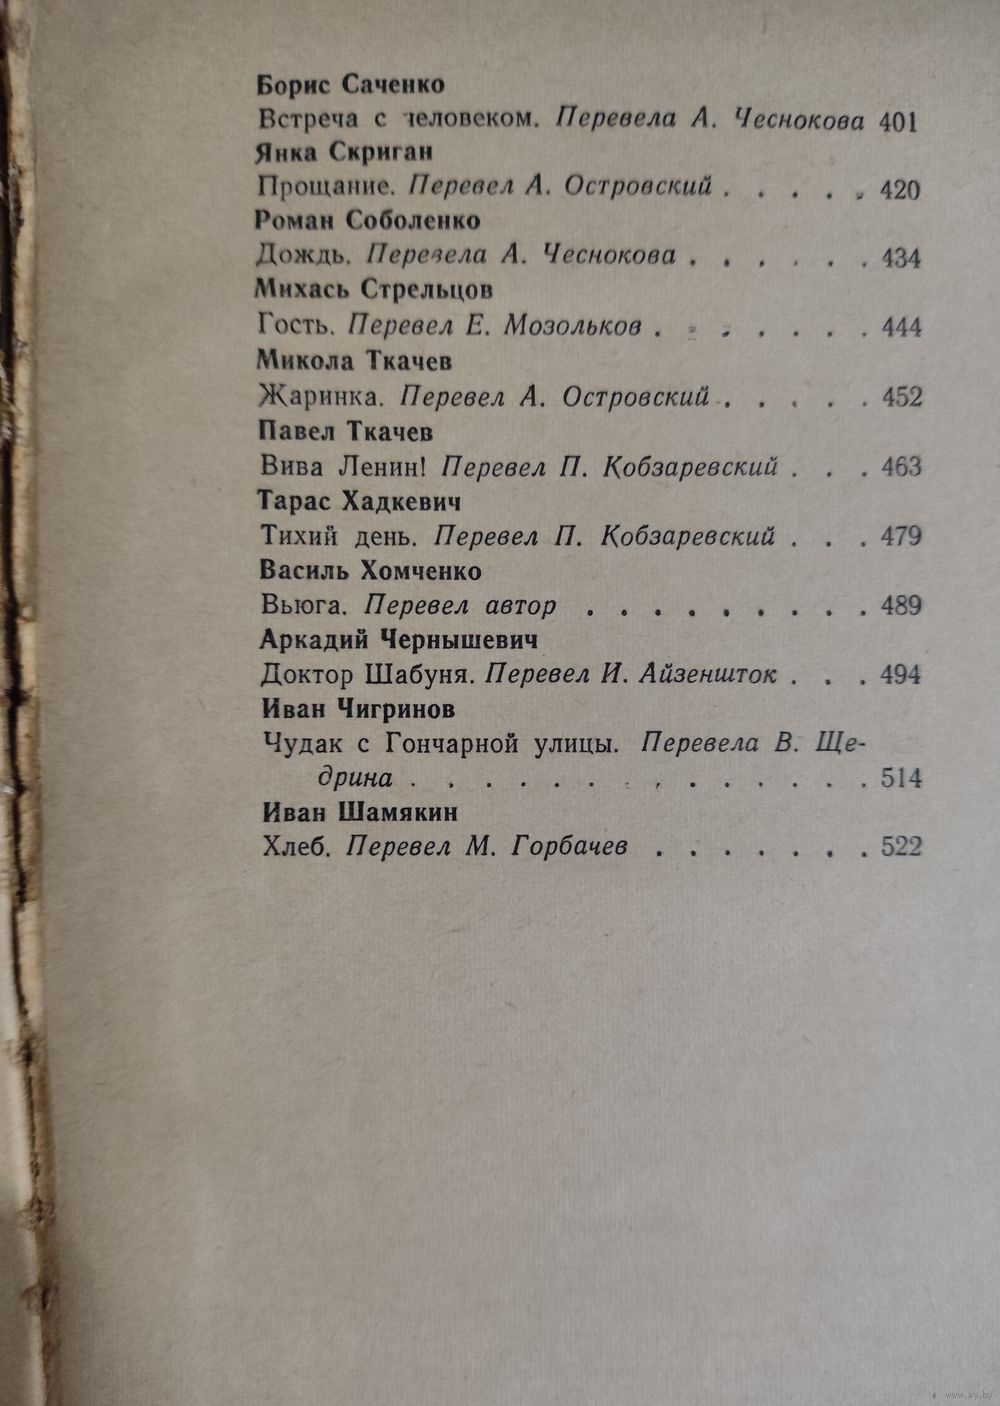 Борис Саченко
Встреча с человеком. Перевела А. Чеснокова 401
Янка Скриган
Прощание. Перевел А. Островский . . . . . 420
Роман Соболенко
Дождь. Перевела А. Чеснокова . . . . . . 434
Михась Стрельцов
Гость. Перевел Е. Мозольков . . . . . . . 444
Микола Ткачев
Жаринка. Перевел А. Островский . . . . . 452
Павел Ткачев
Вива Ленин! Перевел П. Кобзаревский . . . 463
Тарас Хадкевич
Тихий день. Перевел П. Кобзаревский . . . 479
Василь Хомченко
Вьюга. Перевел автор . . . . . . . . . 489
Аркадий Чернышевич
Доктор Шабуня. Перевел И. Айзеншток . . . 494
Иван Чигринов
Чудак с Гончарной улицы. Перевела В. Ще-
дрина . . . . . . . . . . . . . . 514
Иван Шамякин
Хлеб. Перевел М. Горбачев . . . . . . . 522
www.ay.by